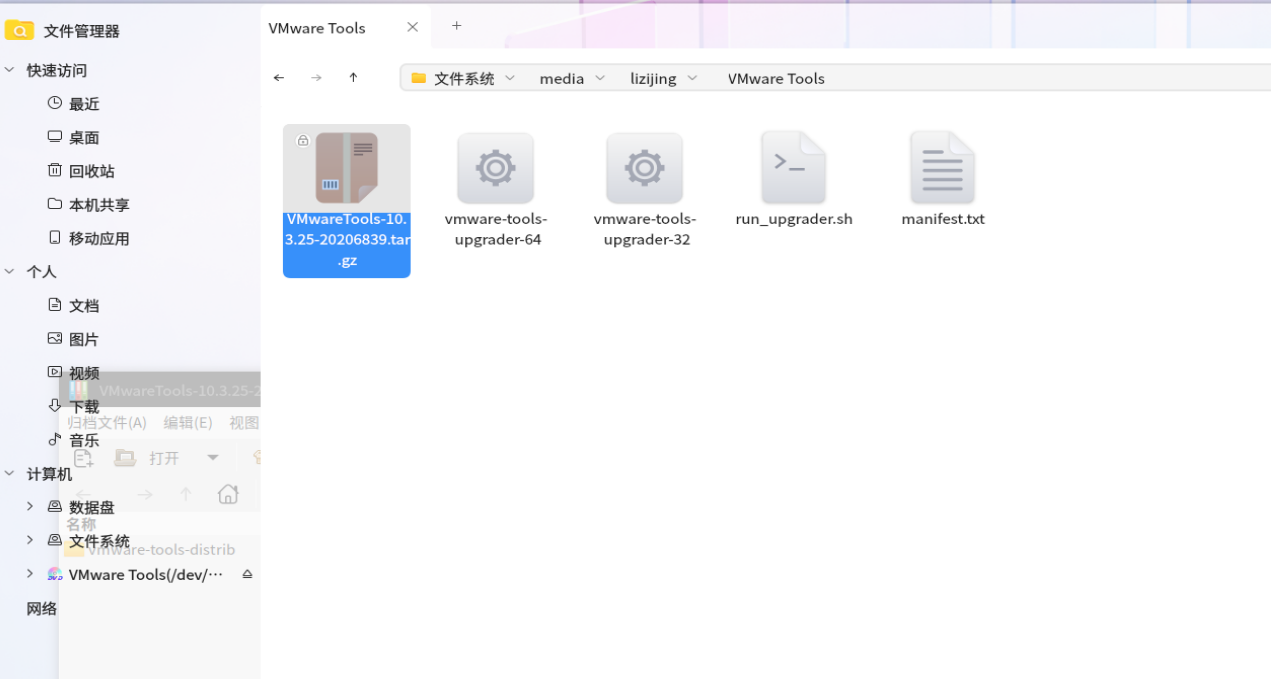 文件管理器
VMware Tools
快速访问
最近
桌面
回收站
本机共享
移动应用
个人
文档
图片
视频
下载
音乐
计算机
数据盘
文件系统
VMware Tools(/dev/···
网络
文件系统
media
lizijing
VMware Tools
VMwareTools-10.
3.25-20206839.tar
.gz
vmware-tools-
upgrader-64
vmware-tools-
upgrader-32
run_upgrader.sh
manifest.txt
VMwareTools-10.3.25-2
归档文件(A)
编辑(E)
视图
打开
名称
vmware-tools-distrib